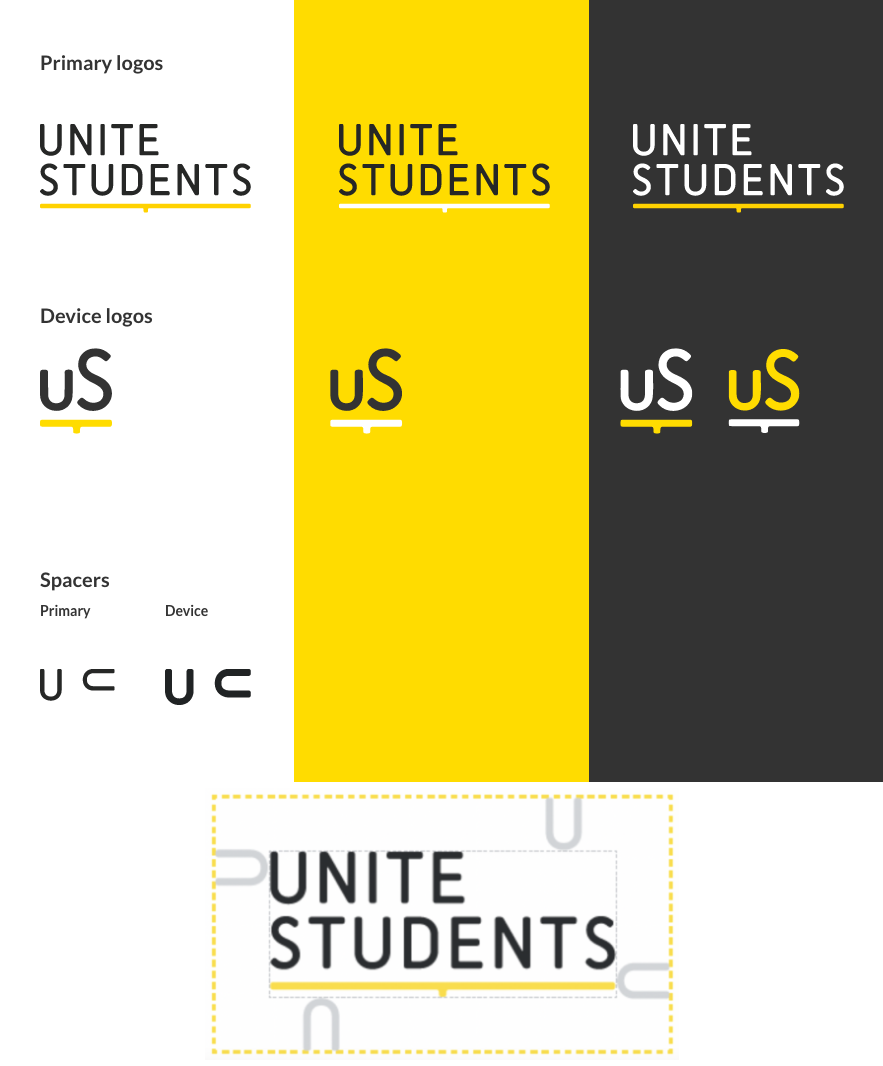 Primary logos
UNITE
STUDENTS
UNITE
STUDENTS
UNITE
STUDENTS
Device logos
uS
uS
uS
uS
Spacers
Primary
Device
U U
U U
U
U
UNITE
STUDENTS
U
U